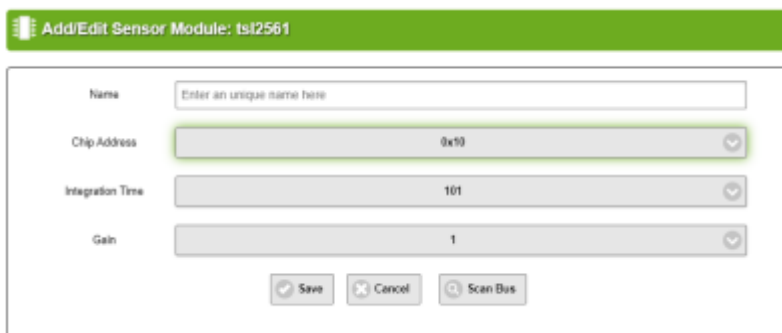 Add/Edit Sensor Module: tsl2561
Name
Enter an unique name here
Chip Address
0x10
Integration Time
101
Gain
1
Save Cancel Scan Bus